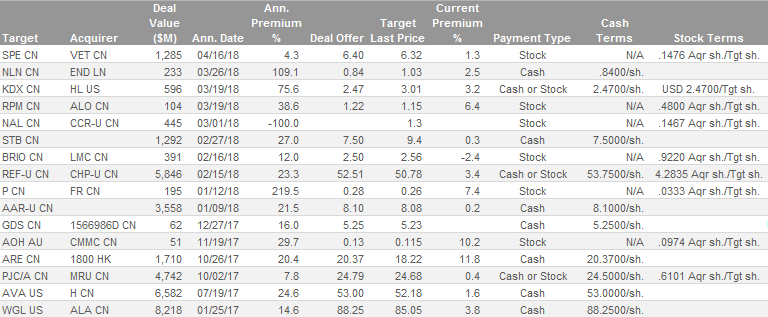 Deal Ann. Target Current
Value Premium Premium Cash
Target Acquirer ($M) Ann. Date % Deal Offer Last Price % Payment Type Terms Stock Terms
SPE CN VET CN 1,285 04/16/18 4.3 6.40 6.32 1.3 Stock N/A .1476 Aqr sh./Tgt sh.
NLN CN END LN 233 03/26/18 109.1 0.84 1.03 2.5 Cash .8400/sh.
KDX CN HL US 596 03/19/18 75.6 2.47 3.01 3.2 Cash or Stock 2.4700/sh. USD 2.4700/Tgt sh.
RPM CN ALO CN 104 03/19/18 38.6 1.22 1.15 6.4 Stock N/A .4800 Aqr sh./Tgt sh.
NAL CN CCR-U CN 445 03/01/18 -100.0 1.3 Stock N/A .1467 Aqr sh./Tgt sh.
STB CN 1,292 02/27/18 27.0 7.50 9.4 0.3 Cash 7.5000/sh.
BRIO CN LMC CN 391 02/16/18 12.0 2.50 2.56 -2.4 Stock N/A .9220 Aqr sh./Tgt sh.
REF-U CN CHP-U CN 5,846 02/15/18 23.3 52.51 50.78 3.4 Cash or Stock 53.7500/sh. 4.2835 Aqr sh./Tgt sh.
P CN FR CN 195 01/12/18 219.5 0.28 0.26 7.4 Stock N/A .0333 Aqr sh./Tgt sh.
AAR-U CN 3,558 01/09/18 21.5 8.10 8.08 0.2 Cash 8.1000/sh.
GDS CN 1566986D CN 62 12/27/17 16.0 5.25 5.23 Cash 5.2500/sh.
AOH AU CMMC CN 51 11/19/17 29.7 0.13 0.115 10.2 Stock N/A .0974 Aqr sh./Tgt sh.
ARE CN 1800 HK 1,710 10/26/17 20.4 20.37 18.22 11.8 Cash 20.3700/sh.
PJC/A CN MRU CN 4,742 10/02/17 7.8 24.79 24.68 0.4 Cash or Stock 24.5000/sh. .6101 Aqr sh./Tgt sh.
AVA US H CN 6,582 07/19/17 24.6 53.00 52.18 1.6 Cash 53.0000/sh.
WGL US ALA CN 8,218 01/25/17 14.6 88.25 85.05 3.8 Cash 88.2500/sh.